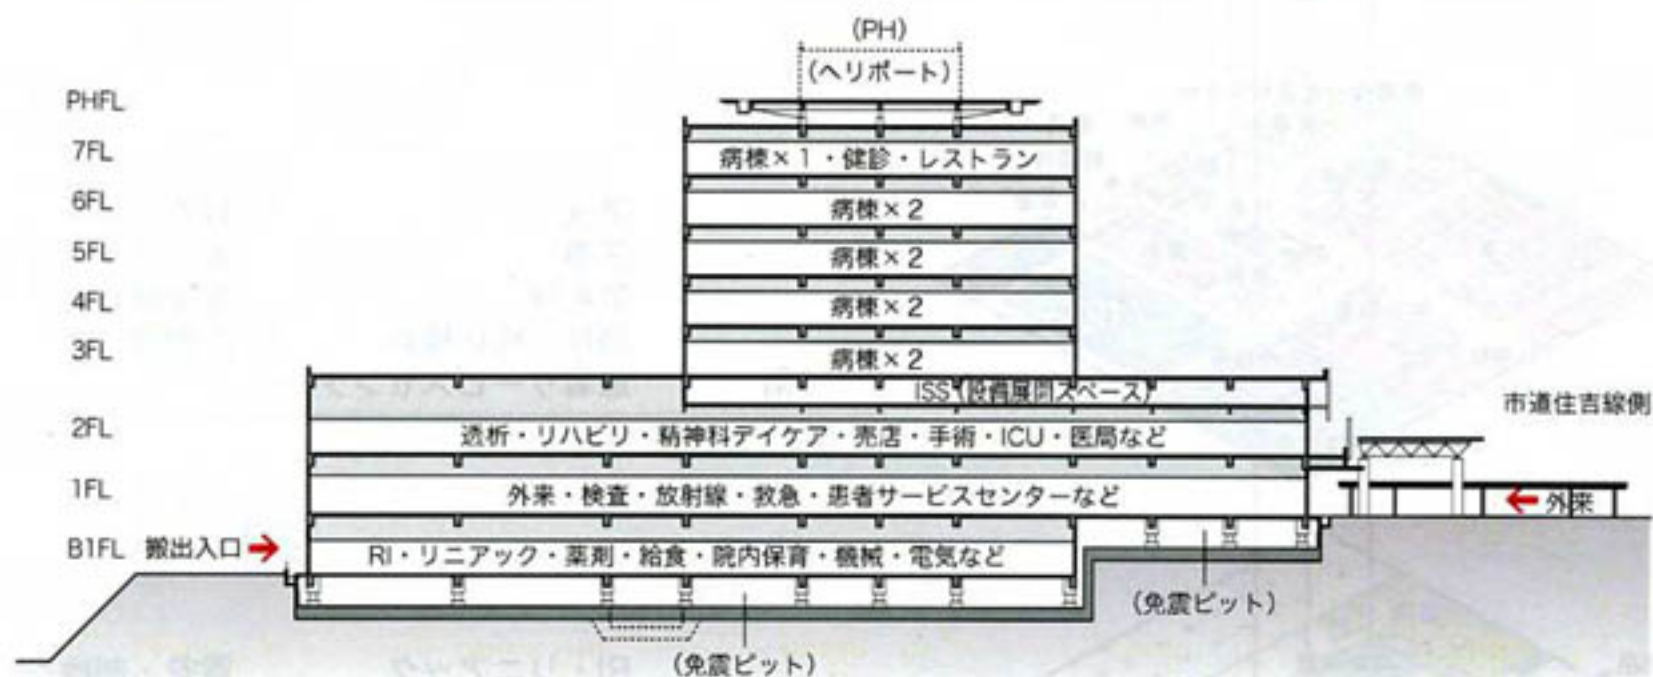 (PH)
(ヘリポート)
PHFL
7FL
病棟×1・健診・レストラン
6FL
病棟×2
5FL
病棟×2
4FL
病棟×2
3FL
病棟×2
ISS(設備展開スペース)
市道住吉線側
2FL
透析・リハビリ・精神科デイケア・売店・手術・ICU・医局など
1FL
外来・検査・放射線・救急・患者サービスセンターなど
外来
B1FL
搬出入口
RI・リニアック・薬剤・給食・院内保育・機械・電気など
(免震ピット)
(免震ピット)